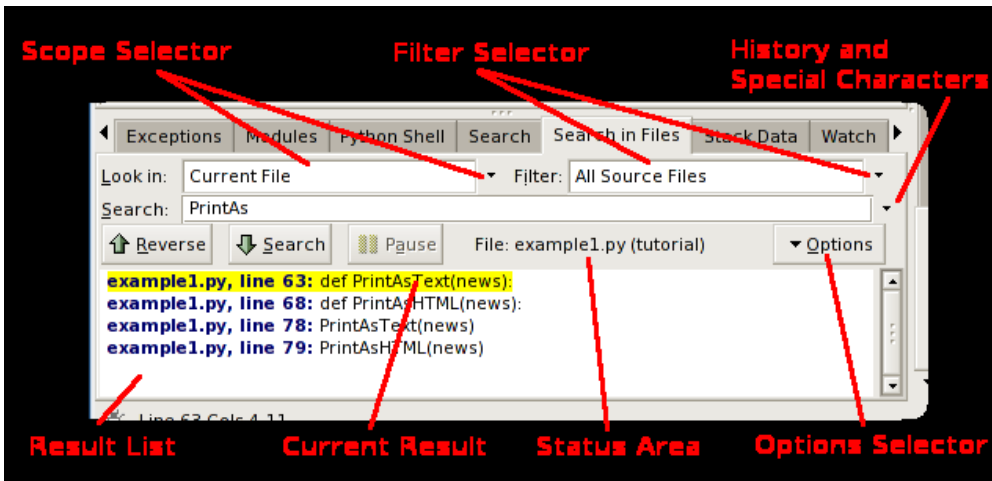 Scope Selector
Filter Selector
History and
Special Characters
Exceptions Modules Python Shell Search Search in Files Stack Data Watch
Look in: Current File Filter: All Source Files
Search: PrintAs
Reverse Search Pause File: example1.py (tutorial) Options
example1.py, line 63: def PrintAsText(news):
example1.py, line 68: def PrintAsHTML(news):
example1.py, line 78: PrintAsText(news)
example1.py, line 79: PrintAsHTML(news)
Line 63 Cols 4-11
Result List
Current Result
Status Area
Options Selector